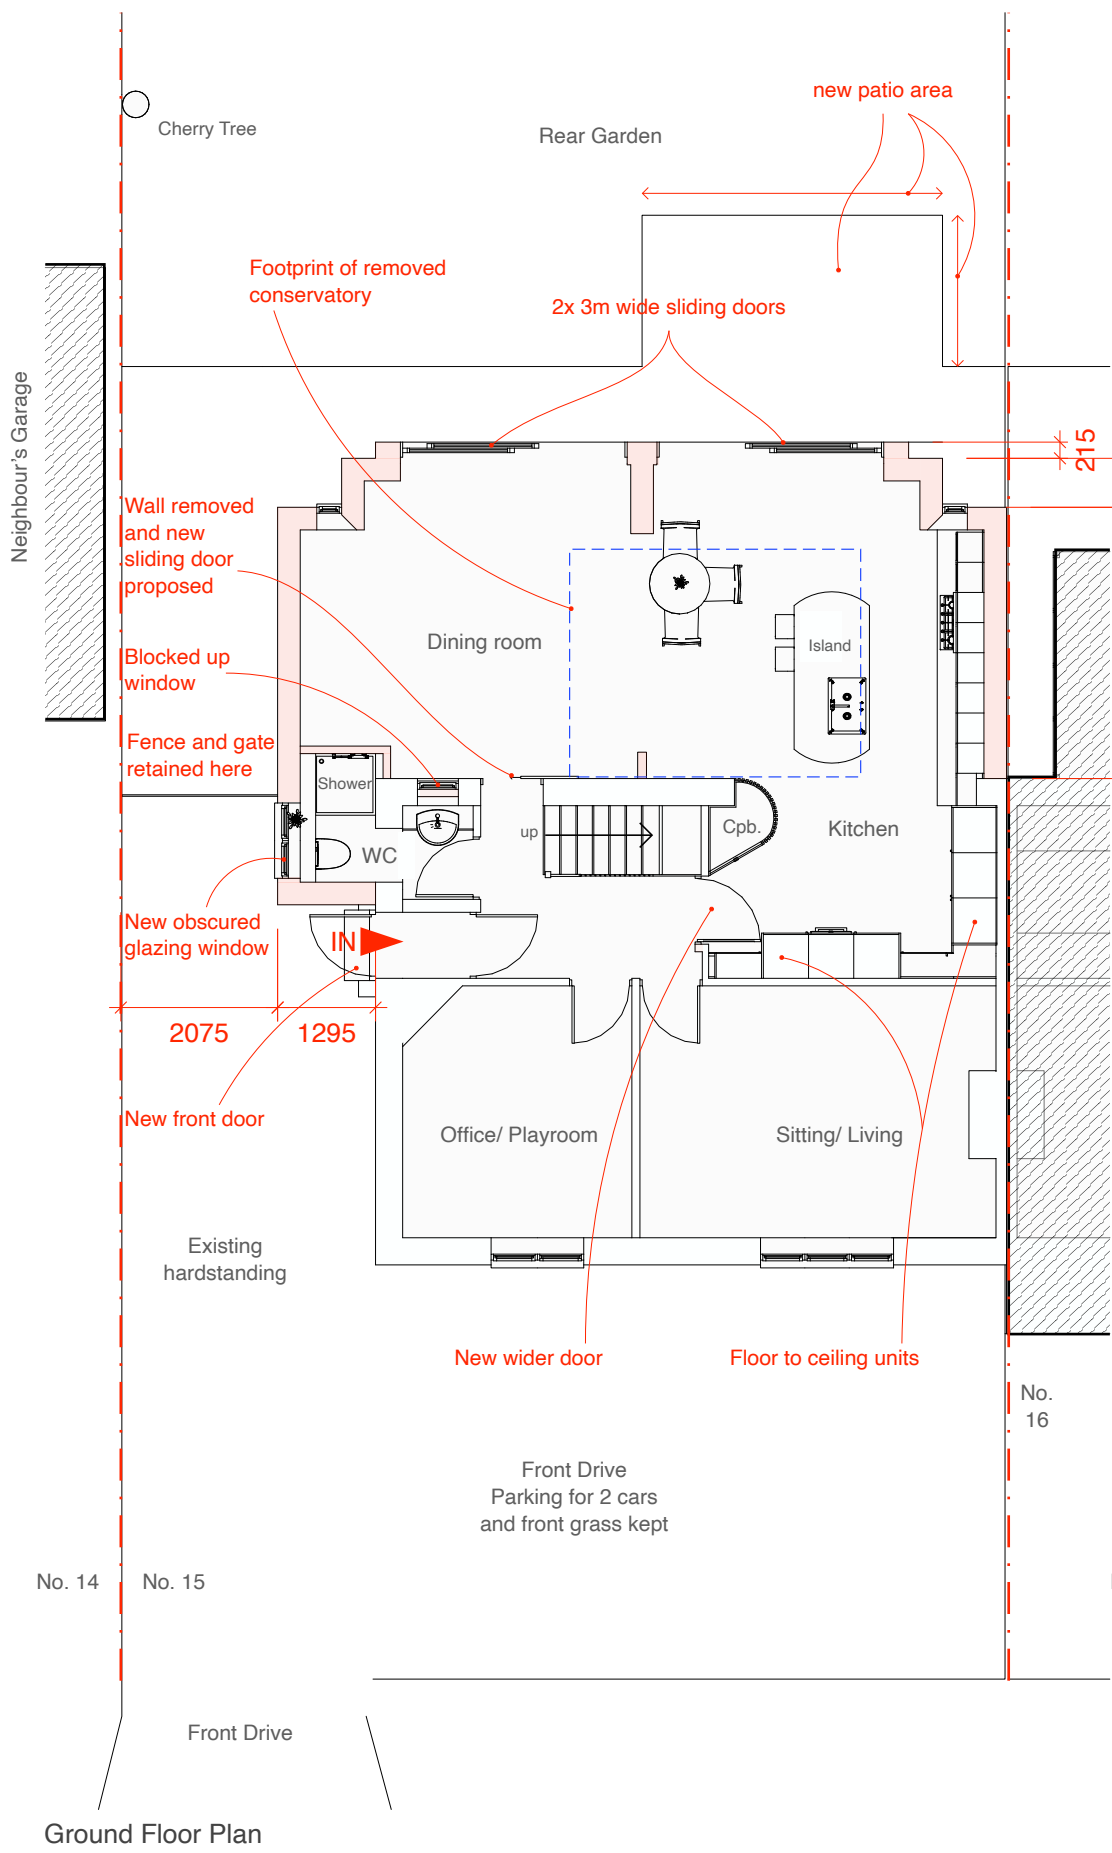 new patio area
Cherry Tree
Rear Garden
Footprint of removed
conservatory
2x 3m wide sliding doors
Neighbour's Garage
215
Wall removed
and new
sliding door
proposed
Dining room
Island
Blocked up
window
Fence and gate
retained here
Shower
up
Cpb.
Kitchen
WC
New obscured
glazing window
IN
2075
1295
New front door
Office/ Playroom
Sitting/ Living
Existing
hardstanding
New wider door
Floor to ceiling units
No.
16
Front Drive
Parking for 2 cars
and front grass kept
No. 14
No. 15
Front Drive
Ground Floor Plan